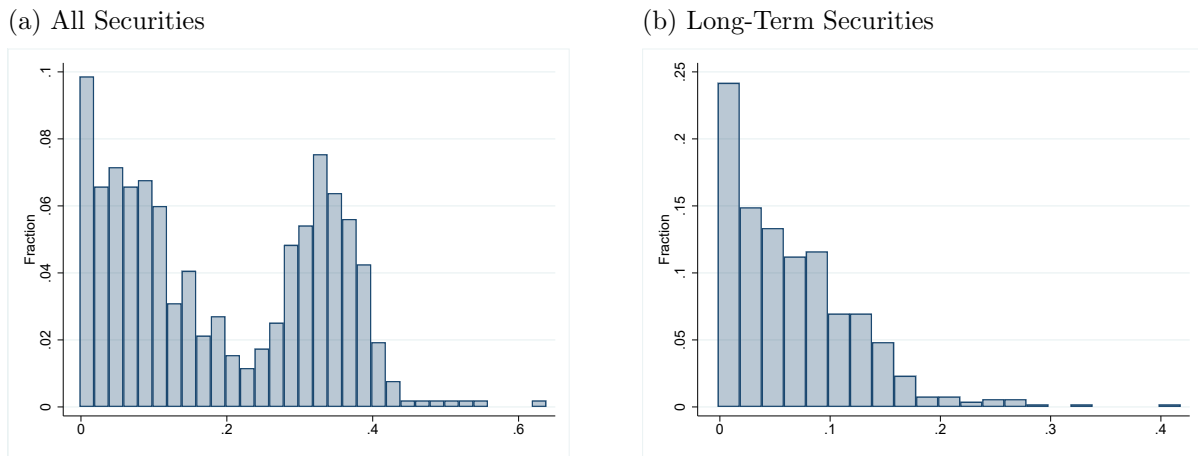 (a) All Securities
.1
.08
.06
.04
.02
0
Fraction
0 .2 .4 .6
(b) Long-Term Securities
.25
.2
.15
.1
.05
0
Fraction
0 .1 .2 .3 .4